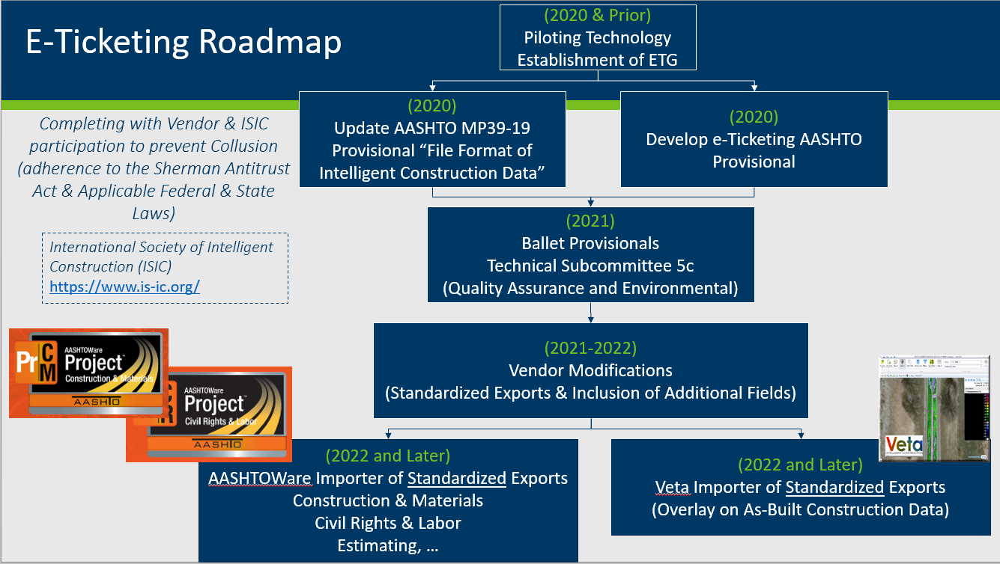 E-Ticketing Roadmap
(2020 & Prior)
Piloting Technology
Establishment of ETG
(2020)
Update AASHTO MP39-19
Provisional “File Format of
Intelligent Construction Data”
(2020)
Develop e-Ticketing AASHTO
Provisional
Completing with Vendor & ISIC
participation to prevent Collusion
(adherence to the Sherman Antitrust
Act & Applicable Federal & State
Laws)
International Society of Intelligent
Construction (ISIC)
https://www.is-ic.org/
(2021)
Ballet Provisionals
Technical Subcommittee 5c
(Quality Assurance and Environmental)
(2021-2022)
Vendor Modifications
(Standardized Exports & Inclusion of Additional Fields)
Pr CM
AASHTOWare
Project™
Construction & Materials
AASHTO
AASHTOWare
Project™
Civil Rights & Labor
AASHTO
(2022 and Later)
AASHTOWare Importer of Standardized Exports
Construction & Materials
Civil Rights & Labor
Estimating, …
Veta
INTELLIGENT CONSTRUCTION
(2022 and Later)
Veta Importer of Standardized Exports
(Overlay on As-Built Construction Data)